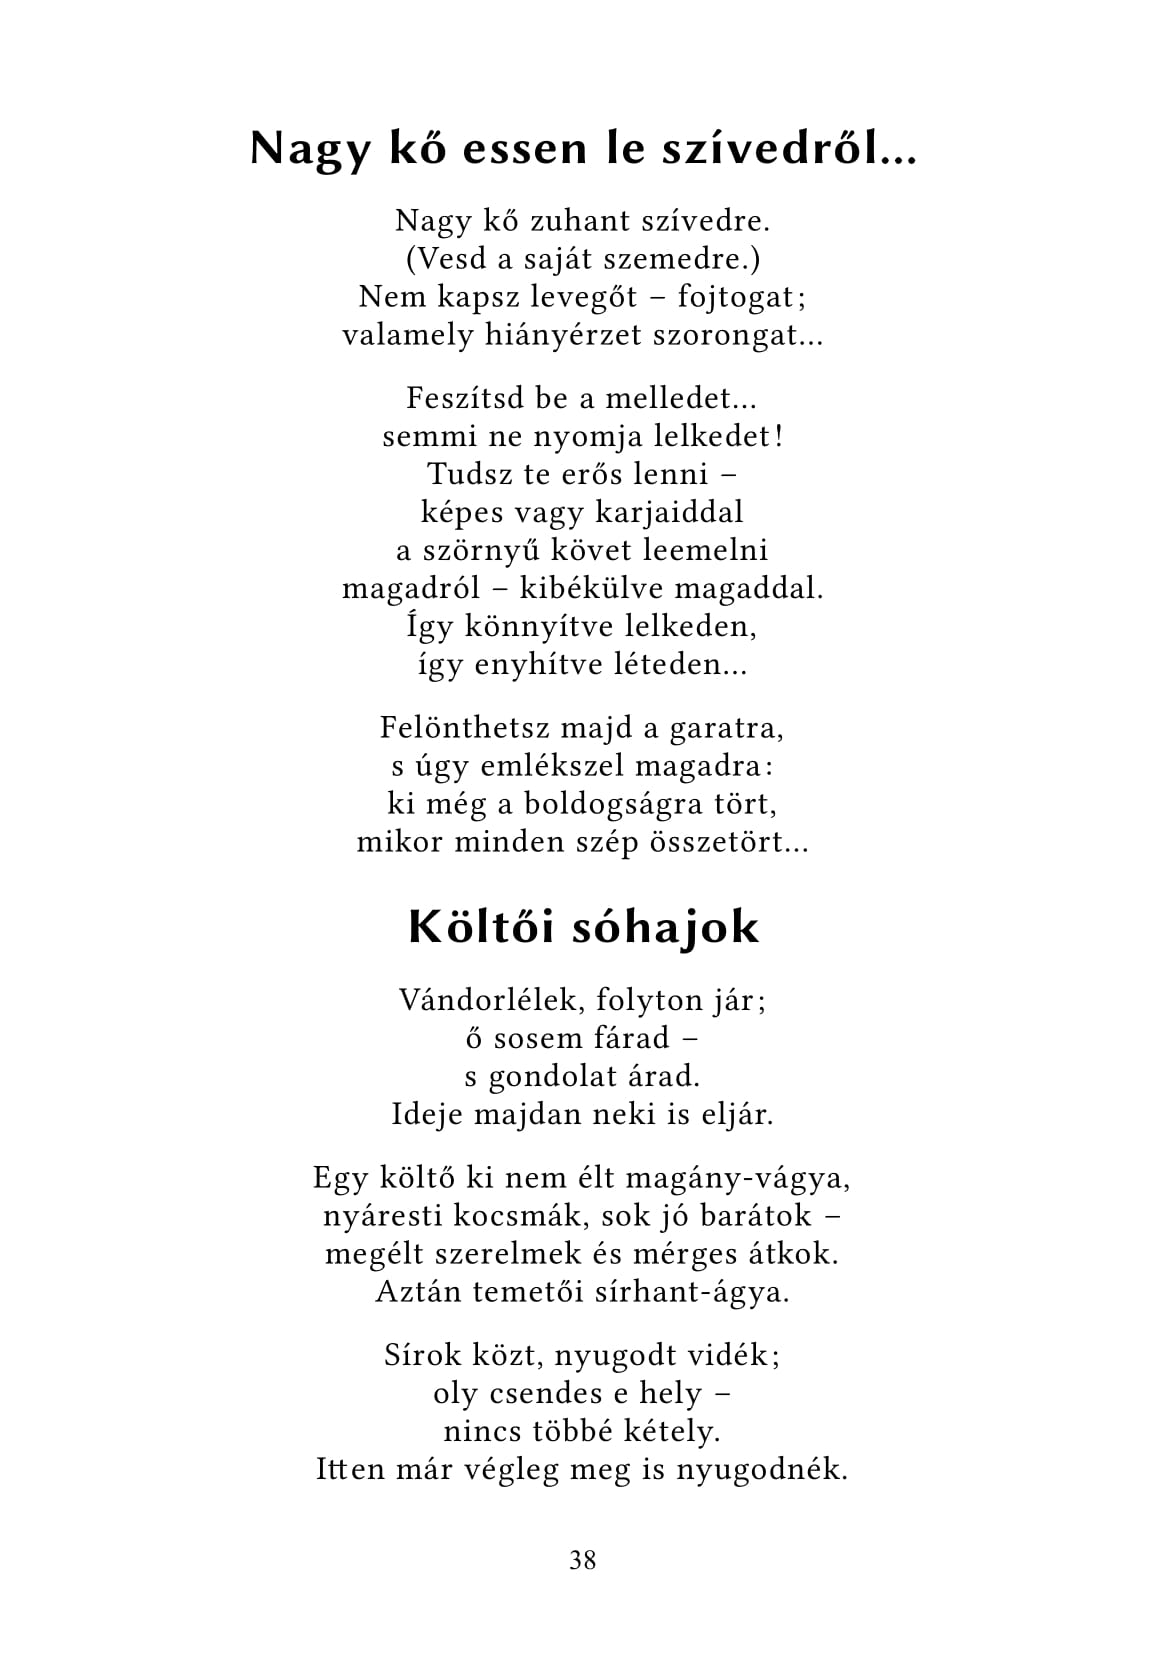 Nagy kő essen le szívedről...
Nagy kő zuhant szívedre.
(Vesd a saját szemedre.)
Nem kapsz levegőt – fojtogat;
valamely hiányérzet szorongat...
Feszítsd be a melledet...
semmi ne nyomja lelkedet!
Tudsz te erős lenni –
képes vagy karjaiddal
a szörnyű követ leemelni
magadról – kibékülve magaddal.
Így könnyítve lelkeden,
így enyhítve léteden...
Felönthetsz majd a garatra,
s úgy emlékszel magadra:
ki még a boldogságra tört,
mikor minden szép összetört...
Költői sóhajok
Vándorlélek, folyton jár;
ő sosem fárad –
s gondolat árad.
Ideje majdan neki is eljár.
Egy költő ki nem élt magány-vágya,
nyáresti kocsmák, sok jó barátok –
megélt szerelmek és mérges átkok.
Aztán temetői sírhant-ágya.
Sírok közt, nyugodt vidék;
oly csendes e hely –
nincs többé kétely.
Itten már végleg meg is nyugodnék.
38